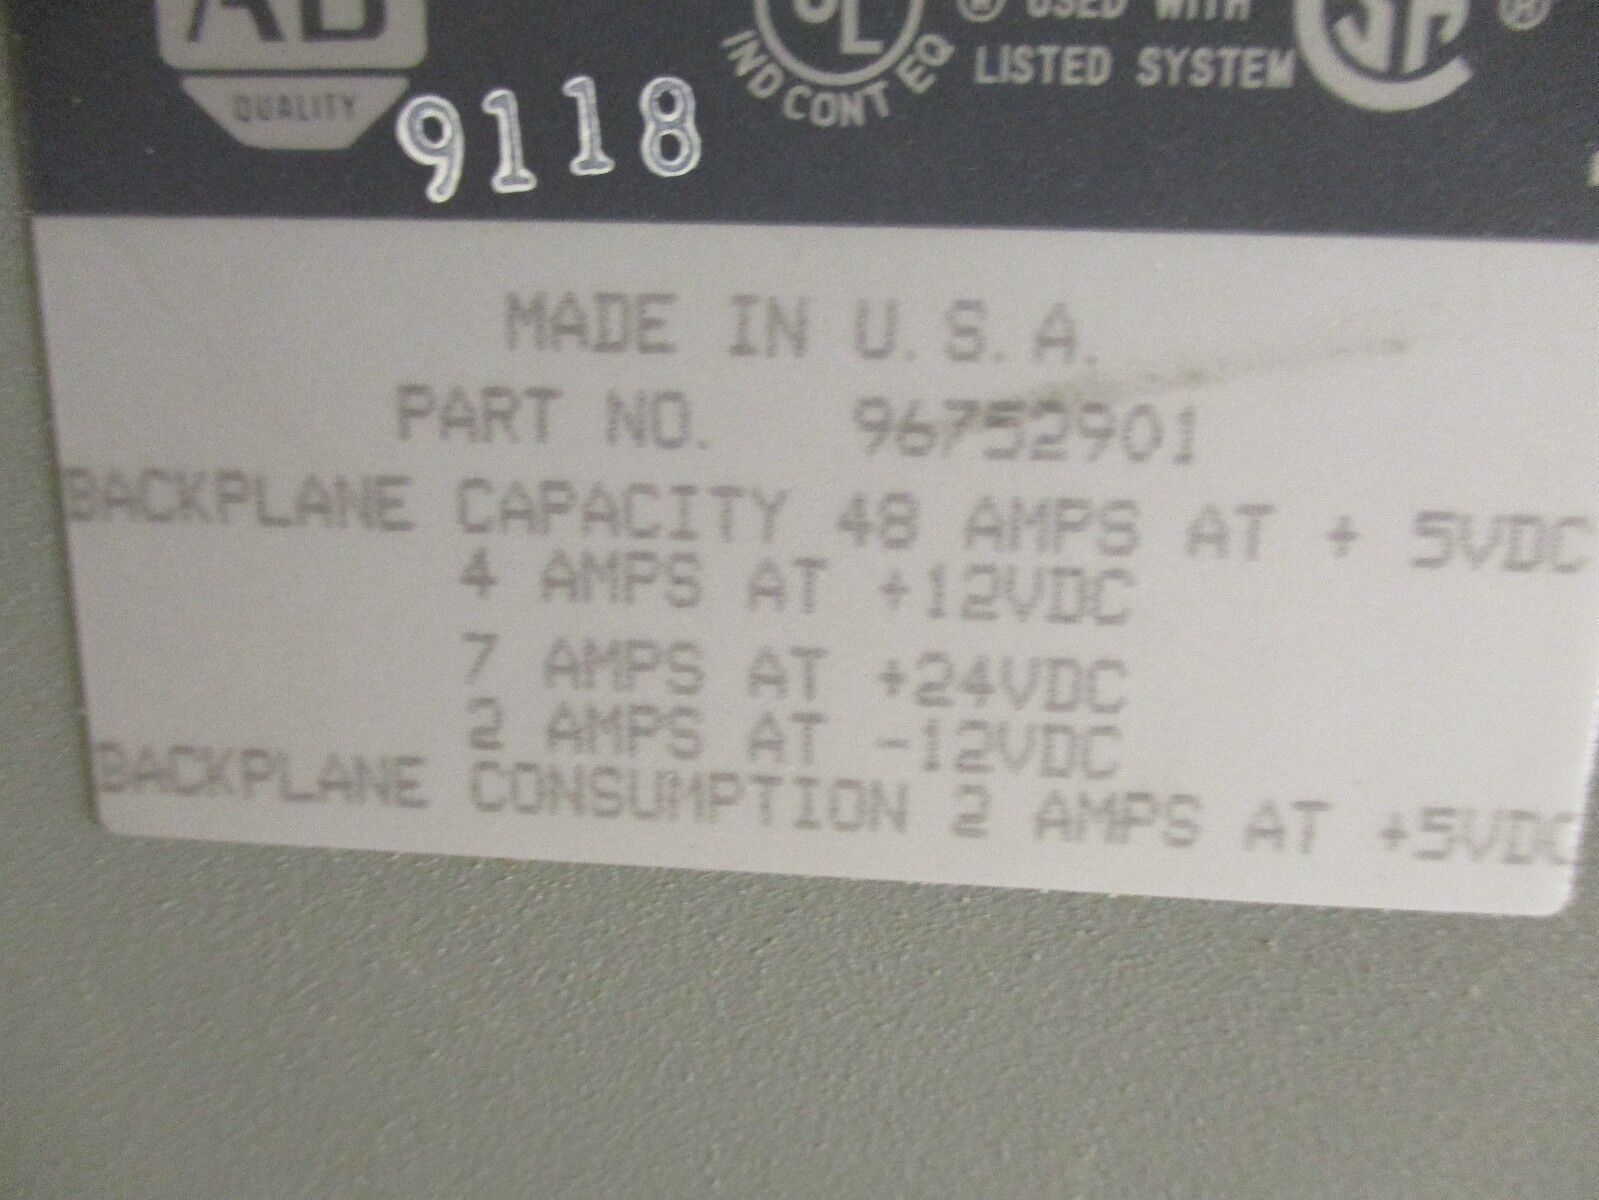 AB
QUALITY
9118
UL
IND CONT EQ
® USED WITH
LISTED SYSTEM
SA ®
MADE IN U.S.A.
PART NO. 96752901
BACKPLANE CAPACITY 48 AMPS AT + 5VDC
4 AMPS AT +12VDC
7 AMPS AT +24VDC
2 AMPS AT -12VDC
BACKPLANE CONSUMPTION 2 AMPS AT +5VDC